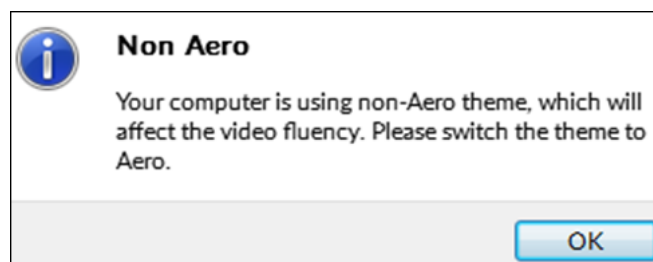 Non Aero
Your computer is using non-Aero theme, which will
affect the video fluency. Please switch the theme to
Aero.
OK